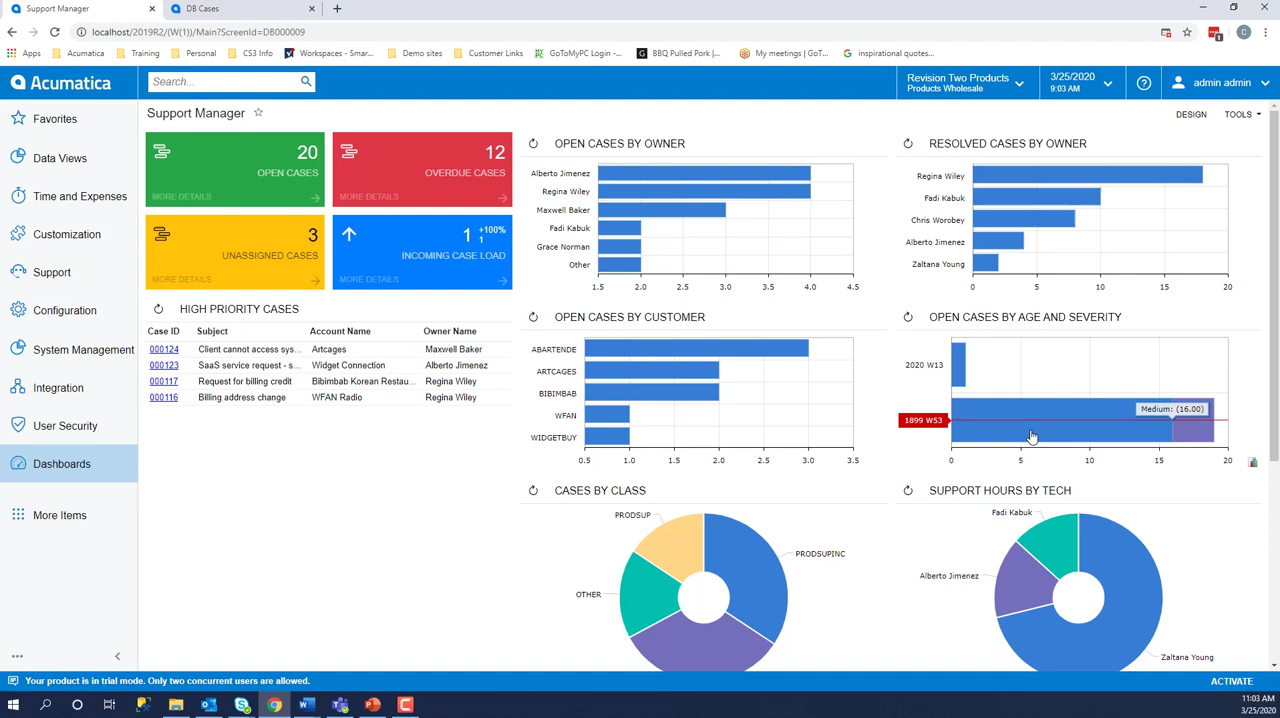 Support Manager
DB Cases
localhost/2019R2/(W(1))/Main?ScreenId=DB000009
Apps
Acumatica
Training
Personal
CS3 Info
Workspaces - Smar...
Demo sites
Customer Links
GoToMyPC Login -...
BBQ Pulled Pork |...
My meetings | GoT...
inspirational quotes...
Acumatica
Search...
Revision Two Products
Products Wholesale
3/25/2020
9:03 AM
admin admin
Favorites
Data Views
Time and Expenses
Customization
Support
Configuration
System Management
Integration
User Security
Dashboards
More Items
Support Manager
DESIGN
TOOLS
20
OPEN CASES
MORE DETAILS
12
OVERDUE CASES
MORE DETAILS
3
UNASSIGNED CASES
MORE DETAILS
1 +100%
1
INCOMING CASE LOAD
MORE DETAILS
HIGH PRIORITY CASES
Case ID Subject Account Name Owner Name
000124 Client cannot access sys... Artcages Maxwell Baker
000123 SaaS service request - s... Widget Connection Alberto Jimenez
000117 Request for billing credit Bibimbab Korean Restau... Regina Wiley
000116 Billing address change WFAN Radio Regina Wiley
OPEN CASES BY OWNER
Alberto Jimenez
Regina Wiley
Maxwell Baker
Fadi Kabuk
Grace Norman
Other
1.5 2.0 2.5 3.0 3.5 4.0 4.5
RESOLVED CASES BY OWNER
Regina Wiley
Fadi Kabuk
Chris Worobey
Alberto Jimenez
Zaltana Young
0 5 10 15 20
OPEN CASES BY CUSTOMER
ABARTENDE
ARTCAGES
BIBIMBAB
WFAN
WIDGETBUY
0.5 1.0 1.5 2.0 2.5 3.0 3.5
OPEN CASES BY AGE AND SEVERITY
2020 W13
Medium: (16.00)
1899 W53
0 5 10 15 20
CASES BY CLASS
PRODSUP
PRODSUPINC
OTHER
SUPPORT HOURS BY TECH
Fadi Kabuk
Alberto Jimenez
Zaltana Young
Your product is in trial mode. Only two concurrent users are allowed.
ACTIVATE
11:03 AM
3/25/2020